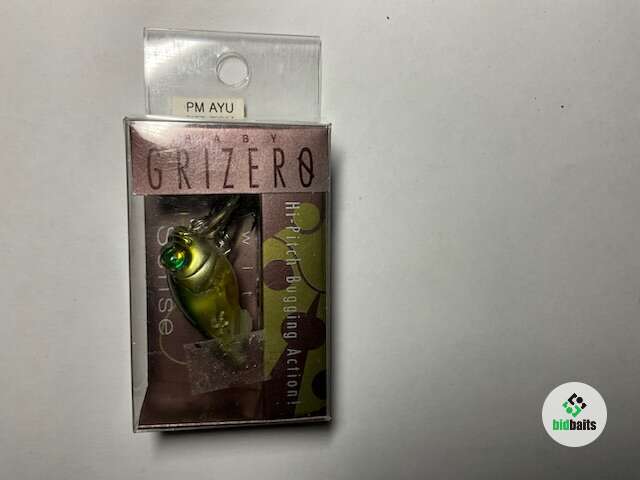 PM AYU
BABY
GRIZERO
Hi-Pitch Bugging Action!
bidbaits